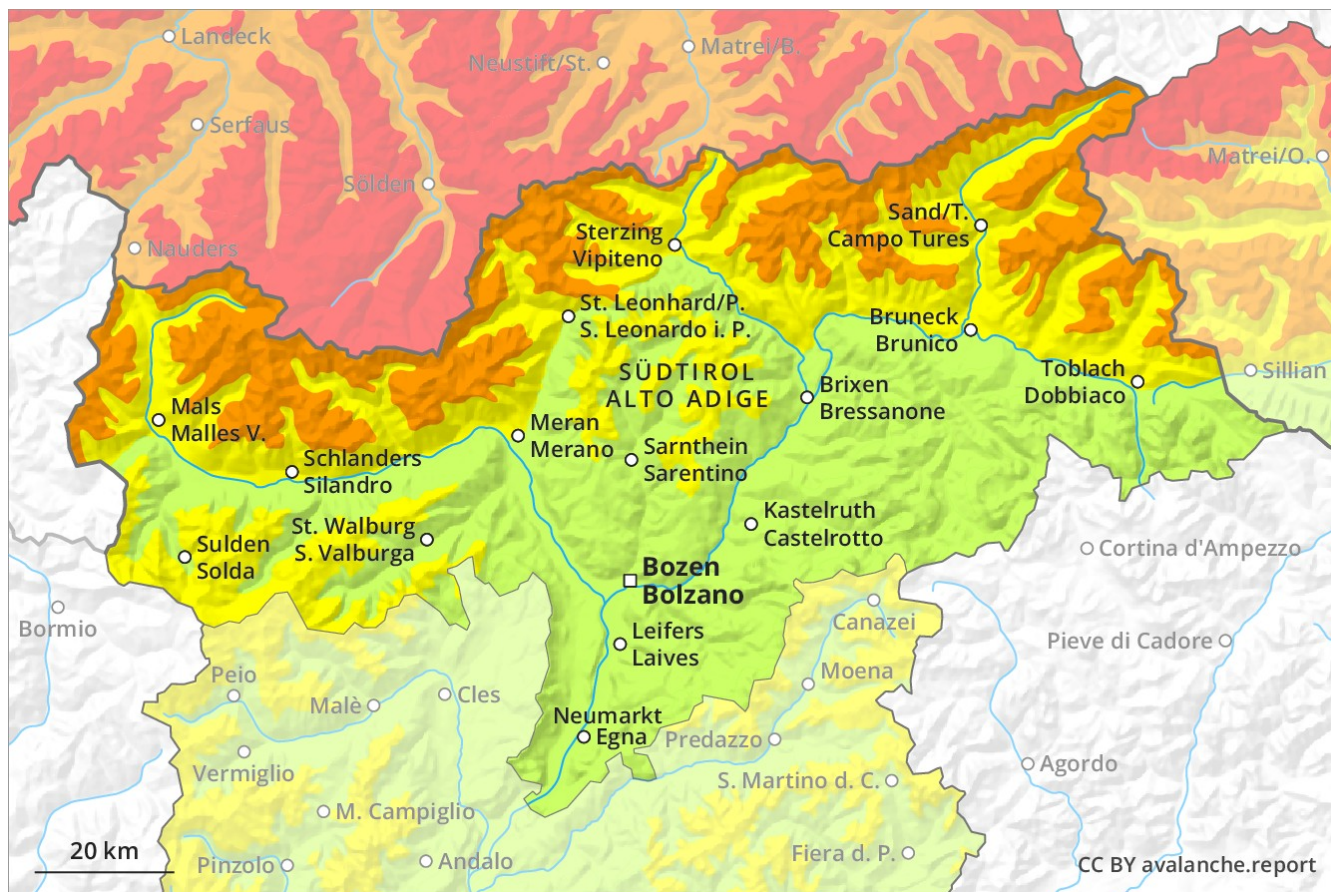 Landeck
Matrei/B.
Neustift/St.
Serfaus
Matrei/O.
Sölden
Sand/T.
Campo Tures
Sterzing
Vipiteno
Nauders
St. Leonhard/P.
S. Leonardo i. P.
Bruneck
Brunico
SÜDTIROL
ALTO ADIGE
Toblach
Dobbiaco
Sillian
Brixen
Bressanone
Mals
Malles V.
Meran
Merano
Sarnthein
Sarentino
Schlanders
Silandro
Kastelruth
Castelrotto
St. Walburg
S. Valburga
Sulden
Solda
Cortina d'Ampezzo
Bozen
Bolzano
Bormio
Canazei
Leifers
Laives
Pieve di Cadore
Peio
Moena
Malè
Cles
Neumarkt
Egna
Predazzo
Vermiglio
Agordo
S. Martino d. C.
M. Campiglio
20 km
Pinzolo
Andalo
Fiera d. P.
CC BY avalanche.report